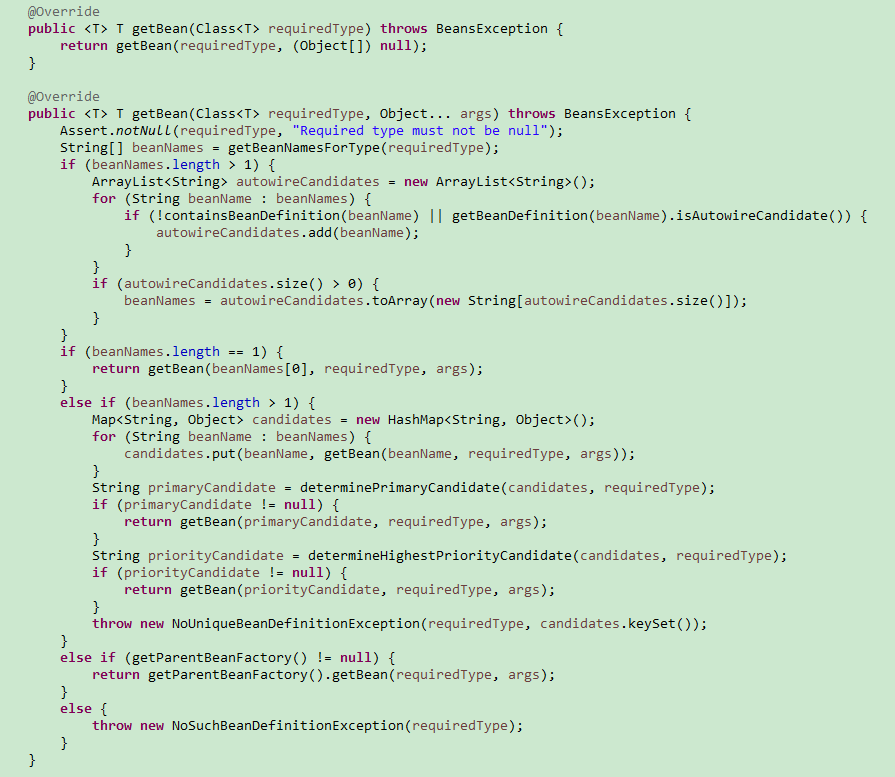 @Override
public <T> T getBean(Class<T> requiredType) throws BeansException {
    return getBean(requiredType, (Object[]) null);
}

@Override
public <T> T getBean(Class<T> requiredType, Object... args) throws BeansException {
    Assert.notNull(requiredType, "Required type must not be null");
    String[] beanNames = getBeanNamesForType(requiredType);
    if (beanNames.length > 1) {
        ArrayList<String> autowireCandidates = new ArrayList<String>();
        for (String beanName : beanNames) {
            if (!containsBeanDefinition(beanName) || getBeanDefinition(beanName).isAutowireCandidate()) {
                autowireCandidates.add(beanName);
            }
        }
        if (autowireCandidates.size() > 0) {
            beanNames = autowireCandidates.toArray(new String[autowireCandidates.size()]);
        }
    }
    if (beanNames.length == 1) {
        return getBean(beanNames[0], requiredType, args);
    }
    else if (beanNames.length > 1) {
        Map<String, Object> candidates = new HashMap<String, Object>();
        for (String beanName : beanNames) {
            candidates.put(beanName, getBean(beanName, requiredType, args));
        }
        String primaryCandidate = determinePrimaryCandidate(candidates, requiredType);
        if (primaryCandidate != null) {
            return getBean(primaryCandidate, requiredType, args);
        }
        String priorityCandidate = determineHighestPriorityCandidate(candidates, requiredType);
        if (priorityCandidate != null) {
            return getBean(priorityCandidate, requiredType, args);
        }
        throw new NoUniqueBeanDefinitionException(requiredType, candidates.keySet());
    }
    else if (getParentBeanFactory() != null) {
        return getParentBeanFactory().getBean(requiredType, args);
    }
    else {
        throw new NoSuchBeanDefinitionException(requiredType);
    }
}